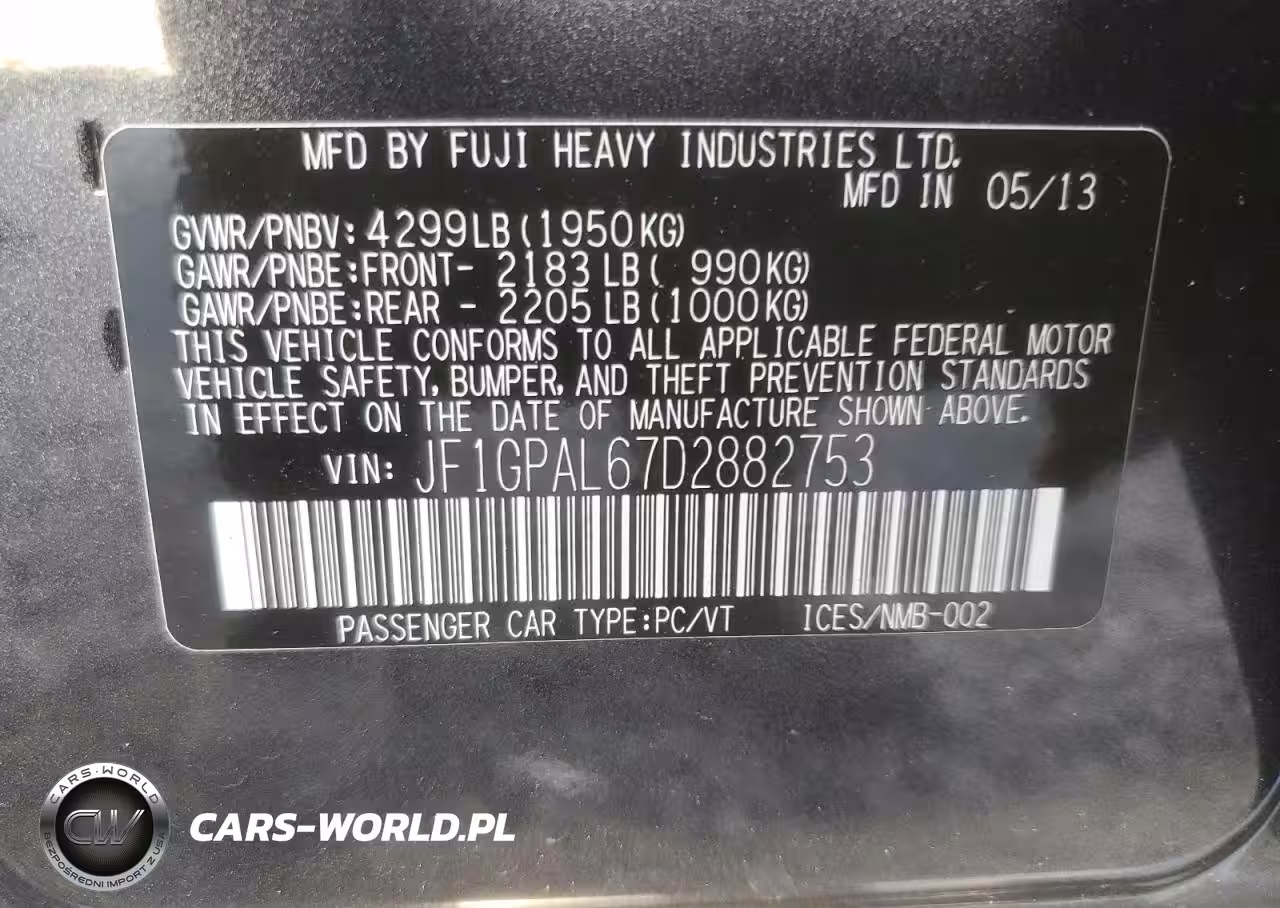 MFD BY FUJI HEAVY INDUSTRIES LTD.
MFD IN 05/13
GVWR/PNBV: 4299LB (1950KG)
GAWR/PNBE:FRONT- 2183 LB ( 990KG)
GAWR/PNBE:REAR - 2205 LB (1000KG)
THIS VEHICLE CONFORMS TO ALL APPLICABLE FEDERAL MOTOR
VEHICLE SAFETY, BUMPER, AND THEFT PREVENTION STANDARDS
IN EFFECT ON THE DATE OF MANUFACTURE SHOWN ABOVE.
VIN: JF1GPAL67D2882753
PASSENGER CAR TYPE:PC/VT ICES/NMB-002
CARS-WORLD
CW
BEZPOŚREDNI IMPORT Z USA
CARS-WORLD.PL